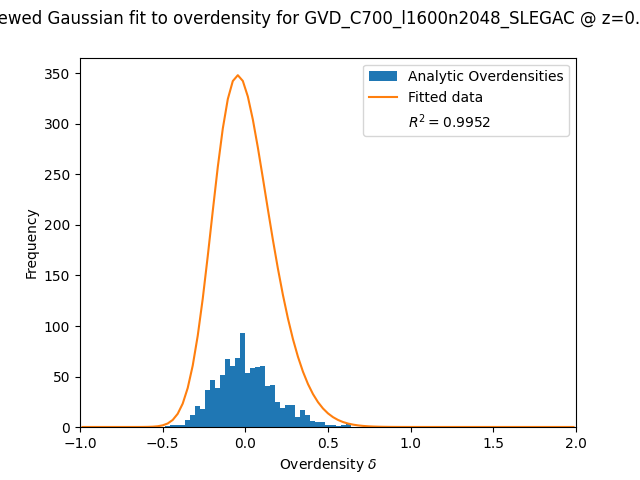 ewed Gaussian fit to overdensity for GVD_C700_l1600n2048_SLEGAC @ z=0.
350
300
250
200
150
100
50
0
Frequency
Analytic Overdensities
Fitted data
R² = 0.9952
−1.0 −0.5 0.0 0.5 1.0 1.5 2.0
Overdensity δ